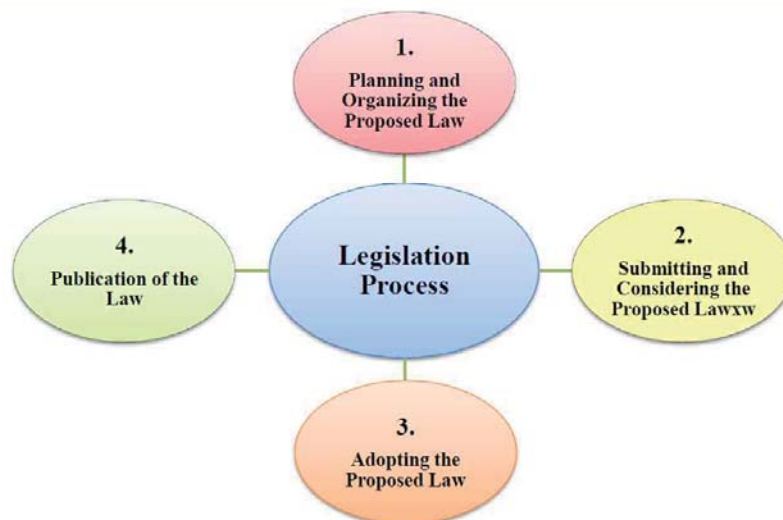 1.
Planning and
Organizing the
Proposed Law
Legislation
Process
2.
Submitting and
Considering the
Proposed Lawxw
3.
Adopting the
Proposed Law
4.
Publication of the
Law